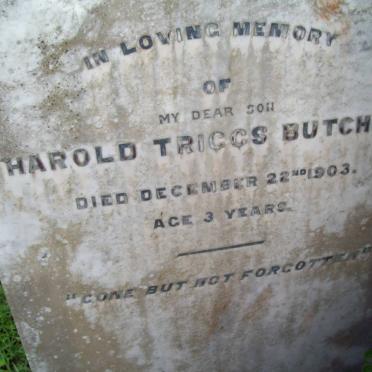 IN LOVING MEMORY
OF
MY DEAR SON
HAROLD TRIGGS BUTCH
DIED DECEMBER 22ND 1903.
AGE 3 YEARS.
"GONE BUT NOT FORGOTTEN"